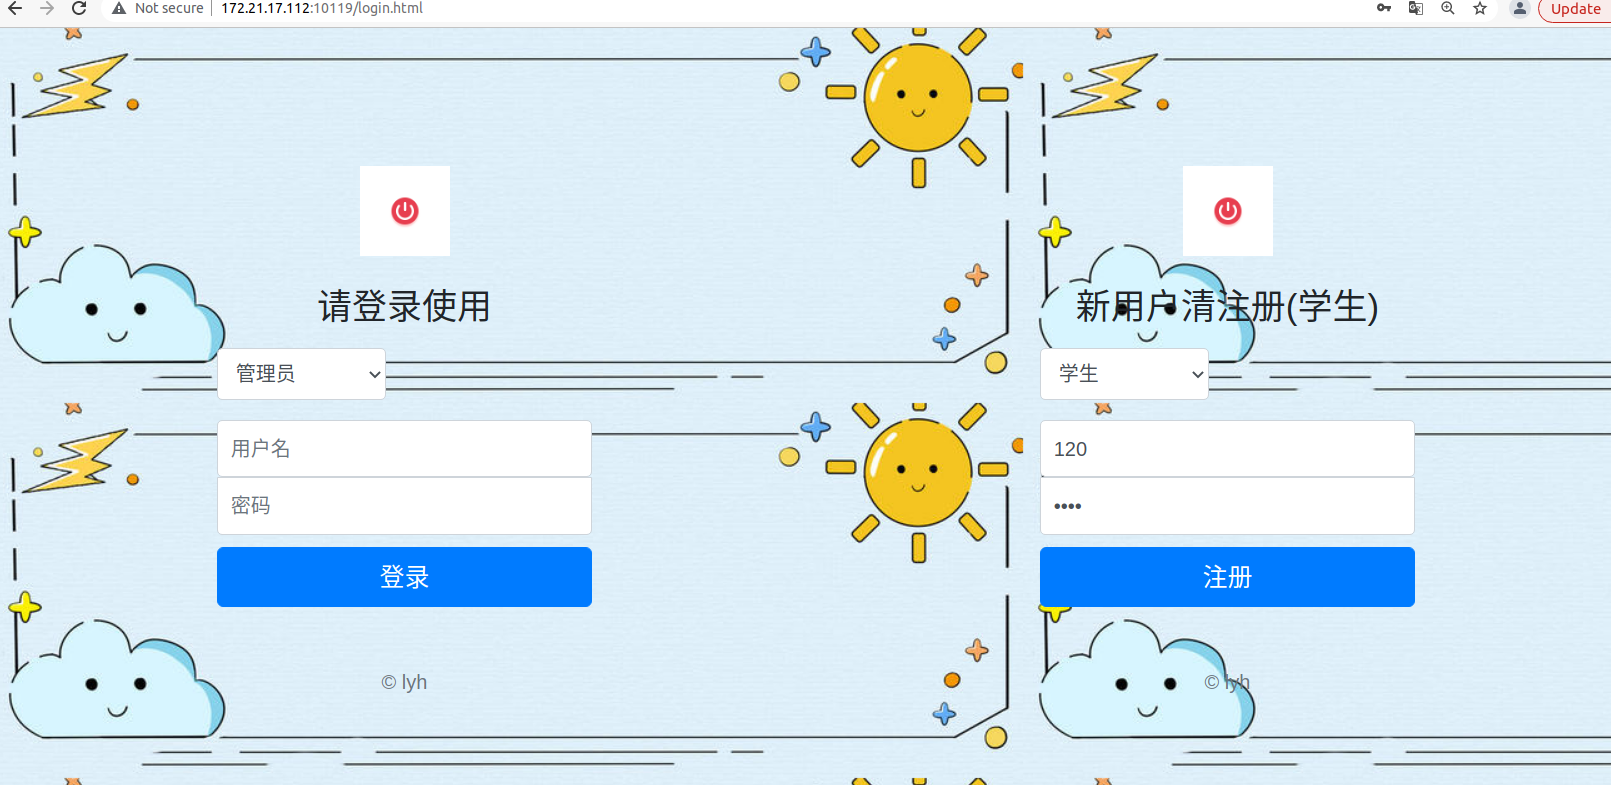 Not secure
172.21.17.112:10119/login.html
Update
请登录使用
管理员
用户名
密码
登录
© lyh
新用户清注册(学生)
学生
120
••••
注册
© lyh